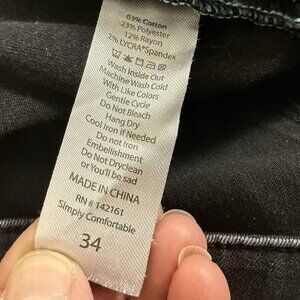 63% Cotton
23% Polyester
12% Rayon
2% LYCRA® Spandex
Wash Inside Out
Machine Wash Cold
With Like Colors
Gentle Cycle
Do Not Bleach
Hang Dry
Cool Iron if Needed
Do not Iron
Embellishment
Do Not Dryclean
or You'll be sad
MADE IN CHINA
RN # 142161
Simply Comfortable
34